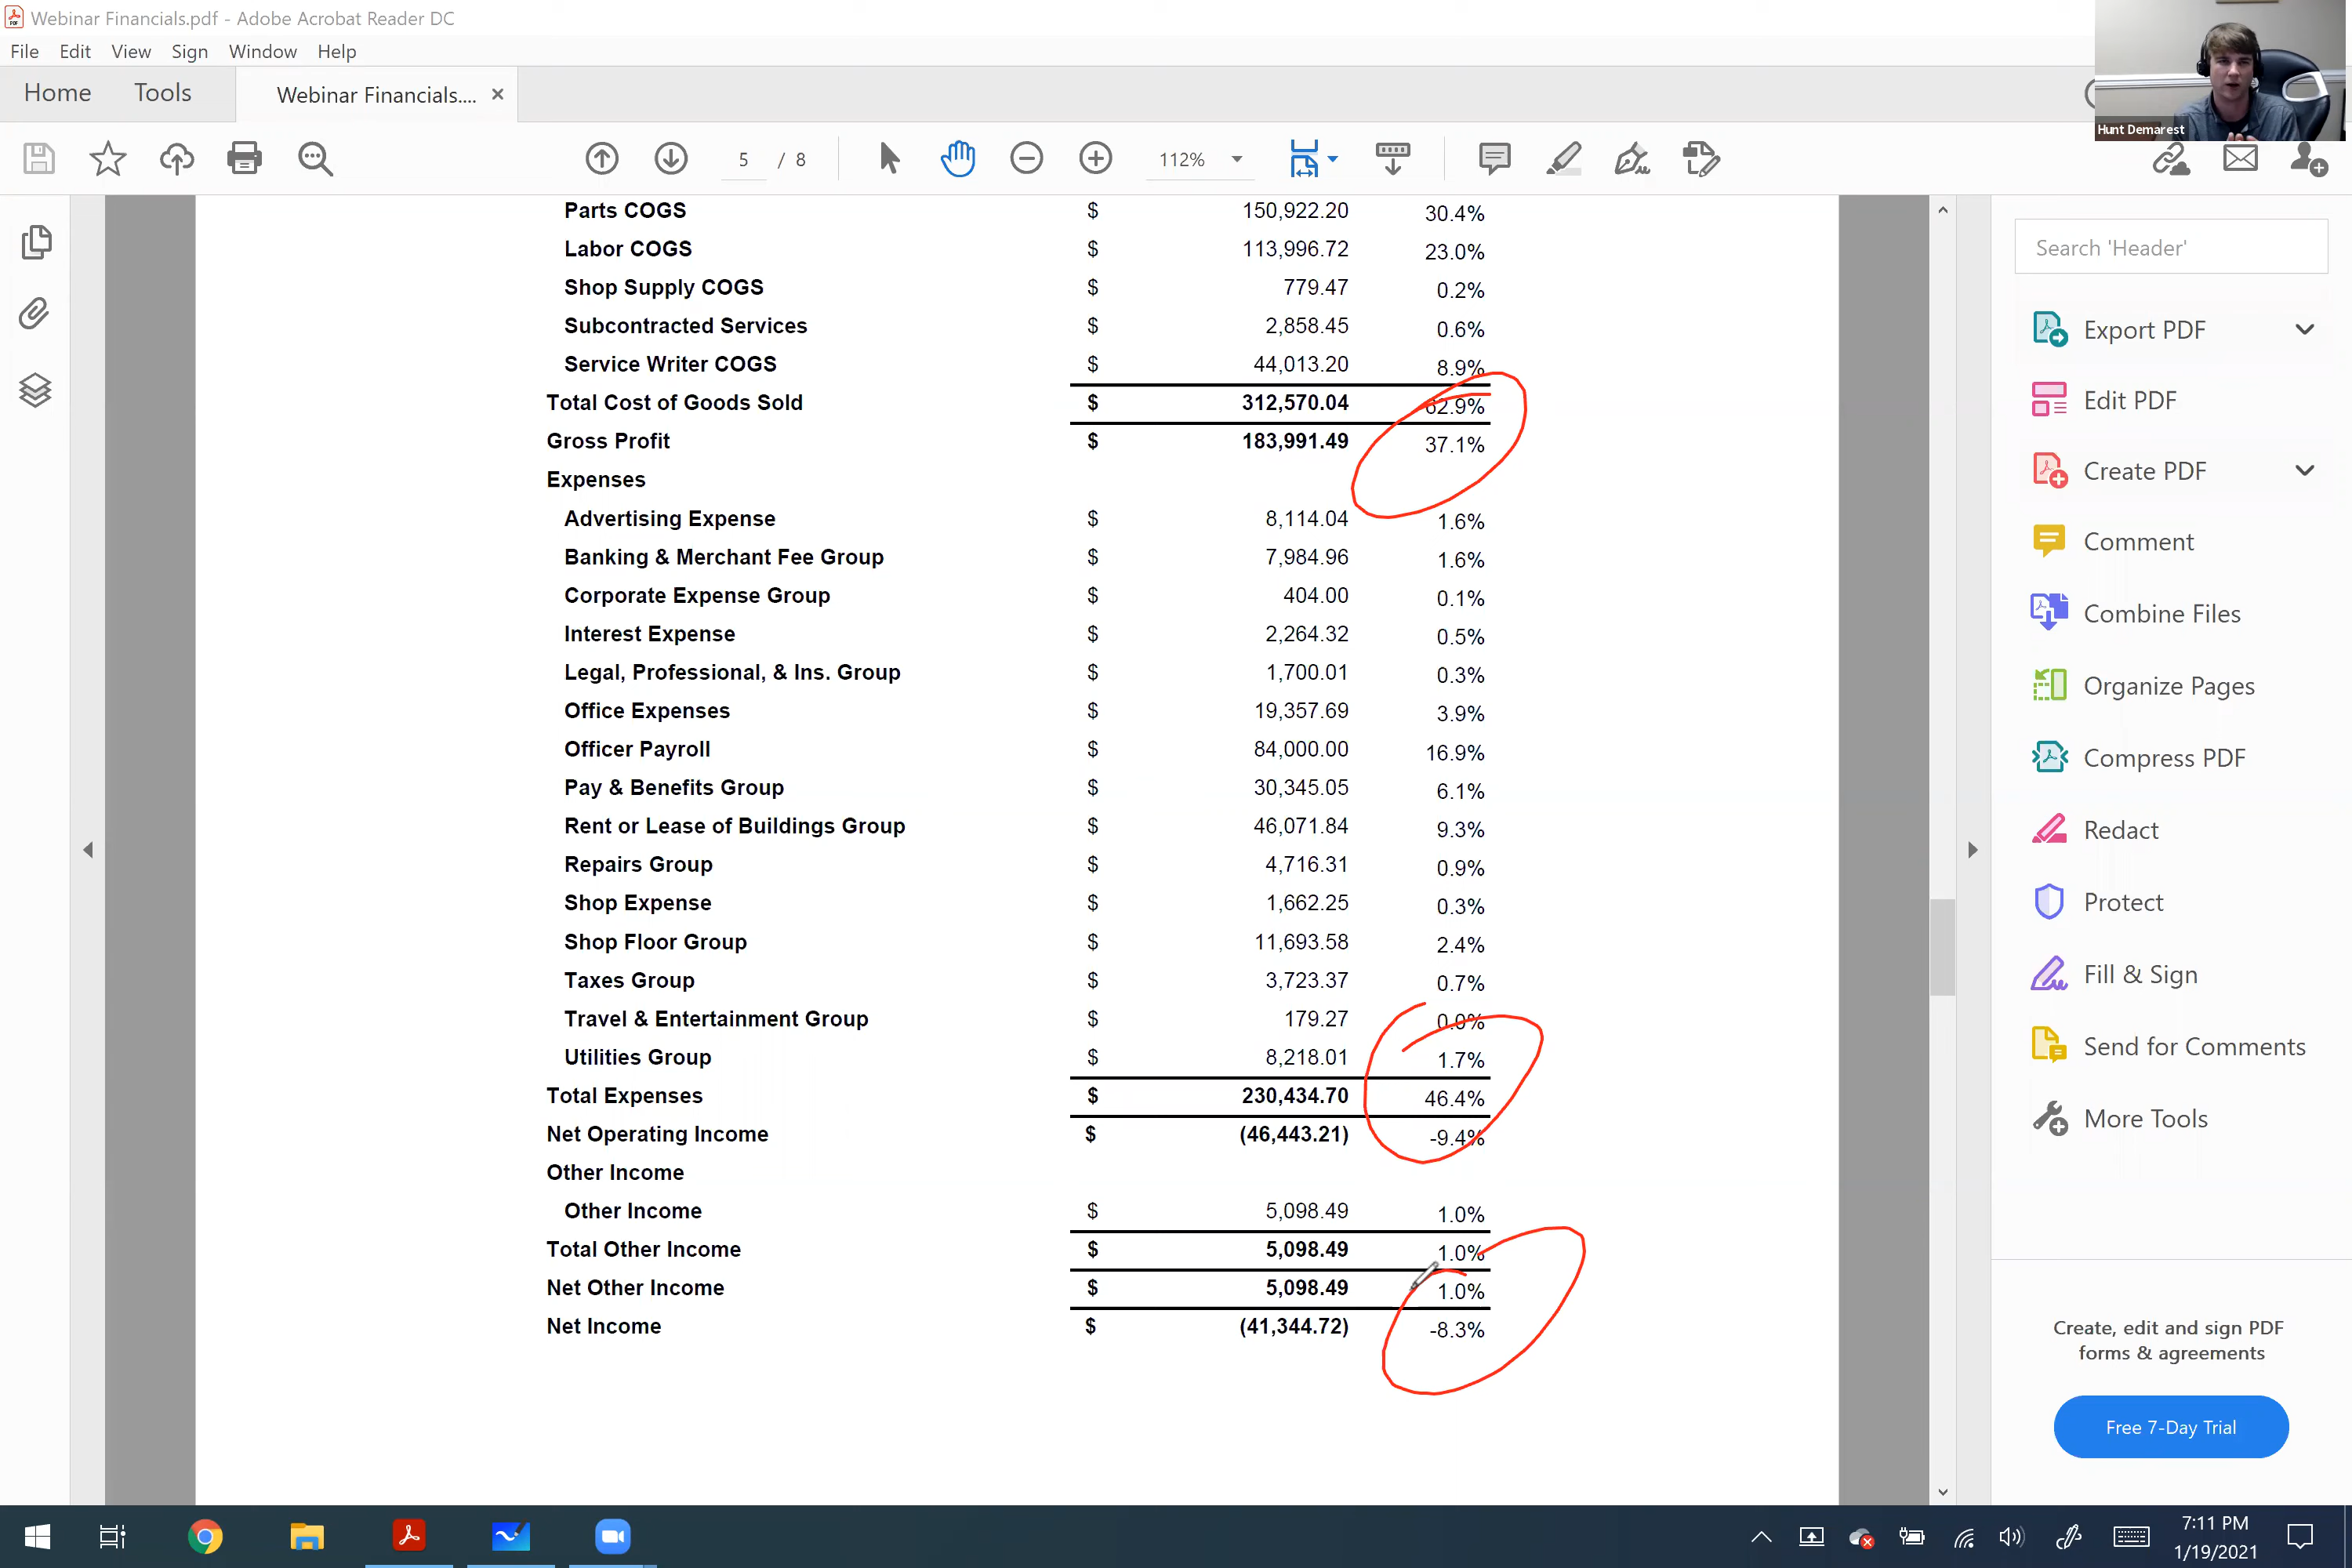 Webinar Financials.pdf - Adobe Acrobat Reader DC
File Edit View Sign Window Help
Home Tools Webinar Financials.... ×
Hunt Demarest
5 / 8 112%
Parts COGS $ 150,922.20 30.4%
Labor COGS $ 113,996.72 23.0%
Shop Supply COGS $ 779.47 0.2%
Subcontracted Services $ 2,858.45 0.6%
Service Writer COGS $ 44,013.20 8.9%
Total Cost of Goods Sold $ 312,570.04 62.9%
Gross Profit $ 183,991.49 37.1%
Expenses
Advertising Expense $ 8,114.04 1.6%
Banking & Merchant Fee Group $ 7,984.96 1.6%
Corporate Expense Group $ 404.00 0.1%
Interest Expense $ 2,264.32 0.5%
Legal, Professional, & Ins. Group $ 1,700.01 0.3%
Office Expenses $ 19,357.69 3.9%
Officer Payroll $ 84,000.00 16.9%
Pay & Benefits Group $ 30,345.05 6.1%
Rent or Lease of Buildings Group $ 46,071.84 9.3%
Repairs Group $ 4,716.31 0.9%
Shop Expense $ 1,662.25 0.3%
Shop Floor Group $ 11,693.58 2.4%
Taxes Group $ 3,723.37 0.7%
Travel & Entertainment Group $ 179.27 0.0%
Utilities Group $ 8,218.01 1.7%
Total Expenses $ 230,434.70 46.4%
Net Operating Income $ (46,443.21) -9.4%
Other Income
Other Income $ 5,098.49 1.0%
Total Other Income $ 5,098.49 1.0%
Net Other Income $ 5,098.49 1.0%
Net Income $ (41,344.72) -8.3%
Search 'Header'
Export PDF
Edit PDF
Create PDF
Comment
Combine Files
Organize Pages
Compress PDF
Redact
Protect
Fill & Sign
Send for Comments
More Tools
Create, edit and sign PDF
forms & agreements
Free 7-Day Trial
7:11 PM
1/19/2021